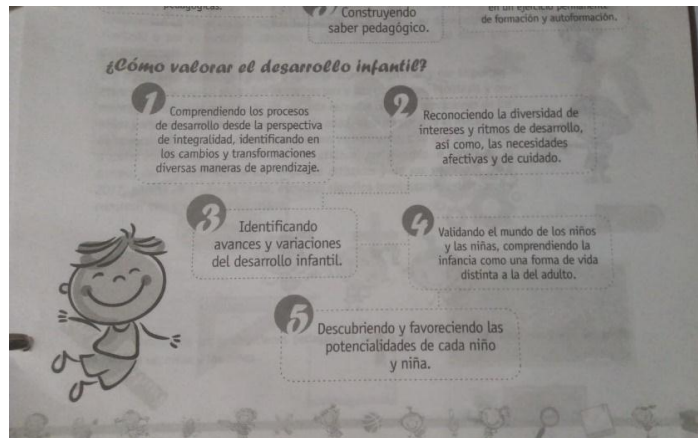 Construyendo
saber pedagógico.
de formación y autoformación.
¿Cómo valorar el desarrollo infantil?
1
Comprendiendo los procesos
de desarrollo desde la perspectiva
de integralidad, identificando en
los cambios y transformaciones
diversas maneras de aprendizaje.
2
Reconociendo la diversidad de
intereses y ritmos de desarrollo,
así como, las necesidades
afectivas y de cuidado.
3
Identificando
avances y variaciones
del desarrollo infantil.
4
Validando el mundo de los niños
y las niñas, comprendiendo la
infancia como una forma de vida
distinta a la del adulto.
5
Descubriendo y favoreciendo las
potencialidades de cada niño
y niña.